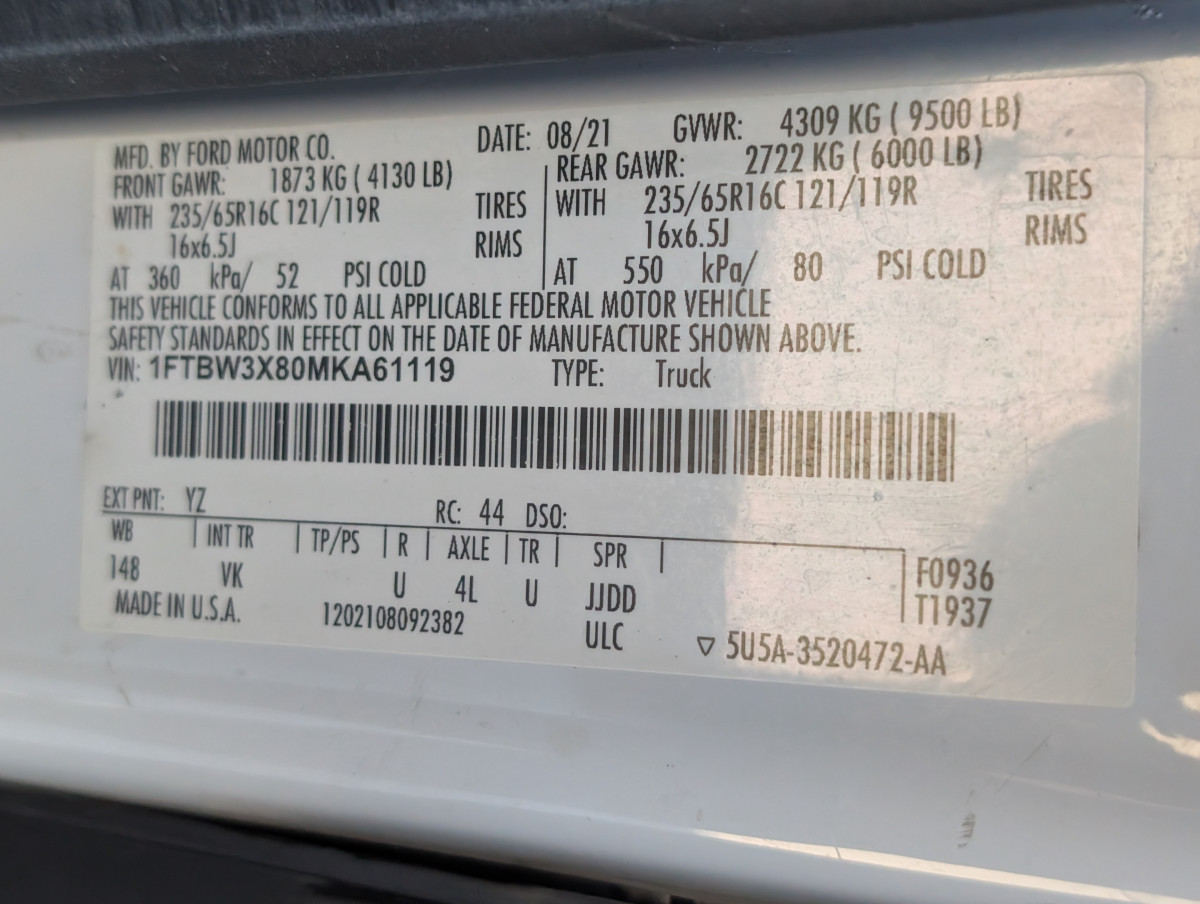 MFD. BY FORD MOTOR CO. DATE: 08/21 GVWR: 4309 KG ( 9500 LB)
FRONT GAWR: 1873 KG ( 4130 LB) REAR GAWR: 2722 KG ( 6000 LB)
WITH 235/65R16C 121/119R TIRES WITH 235/65R16C 121/119R TIRES
16x6.5J RIMS 16x6.5J RIMS
AT 360 kPa/ 52 PSI COLD AT 550 kPa/ 80 PSI COLD
THIS VEHICLE CONFORMS TO ALL APPLICABLE FEDERAL MOTOR VEHICLE
SAFETY STANDARDS IN EFFECT ON THE DATE OF MANUFACTURE SHOWN ABOVE.
VIN: 1FTBW3X80MKA61119 TYPE: Truck
EXT PNT: YZ RC: 44 DSO:
WB | INT TR | TP/PS | R | AXLE | TR | SPR |
148 VK U 4L U JJDD F0936
MADE IN U.S.A. 1202108092382 ULC T1937
▽ 5U5A-3520472-AA